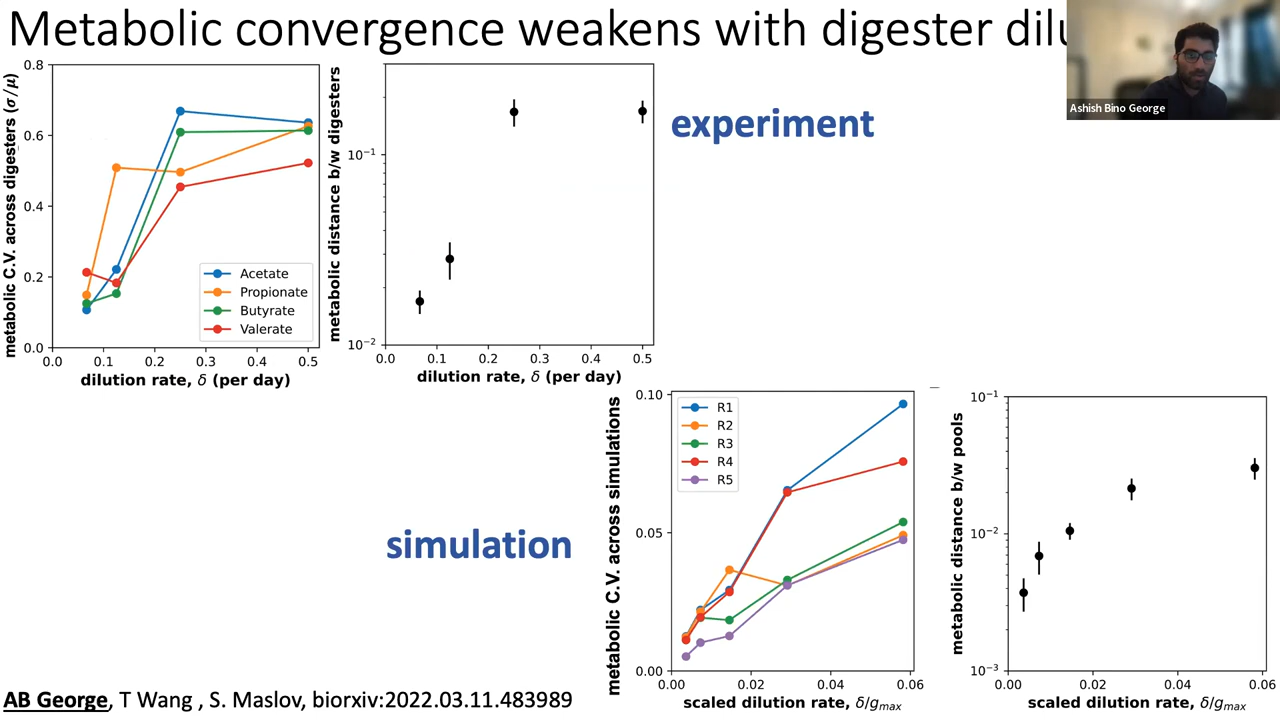 Metabolic convergence weakens with digester dilu
Ashish Bino George
metabolic C.V. across digesters (σ/μ)
0.8
0.6
0.4
0.2
0.0
0.0 0.1 0.2 0.3 0.4 0.5
dilution rate, δ (per day)
Acetate
Propionate
Butyrate
Valerate
metabolic distance b/w digesters
10⁻¹
10⁻²
0.0 0.1 0.2 0.3 0.4 0.5
dilution rate, δ (per day)
experiment
simulation
metabolic C.V. across simulations
0.10
0.05
0.00
0.00 0.02 0.04 0.06
scaled dilution rate, δ/gₘₐₓ
R1
R2
R3
R4
R5
metabolic distance b/w pools
10⁻¹
10⁻²
10⁻³
0.00 0.02 0.04 0.06
scaled dilution rate, δ/gₘₐₓ
AB George, T Wang , S. Maslov, biorxiv:2022.03.11.483989